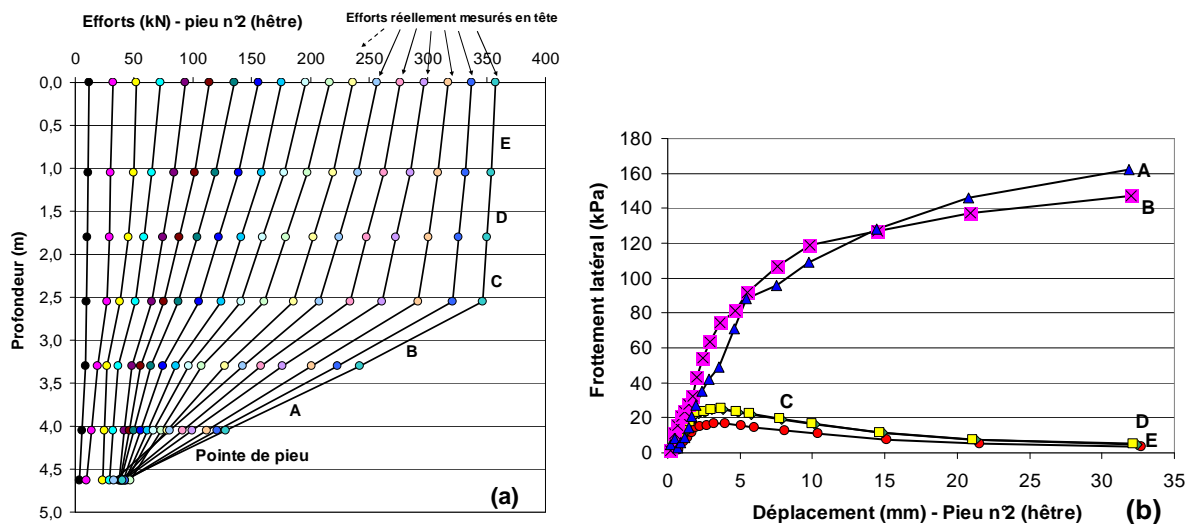 Efforts (kN) - pieu n°2 (hêtre)
Efforts réellement mesurés en tête
0 50 100 150 200 250 300 350 400
0,0
0,5
1,0
1,5
2,0
2,5
3,0
3,5
4,0
4,5
5,0
Profondeur (m)
E
D
C
B
A
Pointe de pieu
(a)
180
160
140
120
100
80
60
40
20
0
Frottement latéral (kPa)
A
B
C
D
E
0 5 10 15 20 25 30 35
Déplacement (mm) - Pieu n°2 (hêtre)
(b)